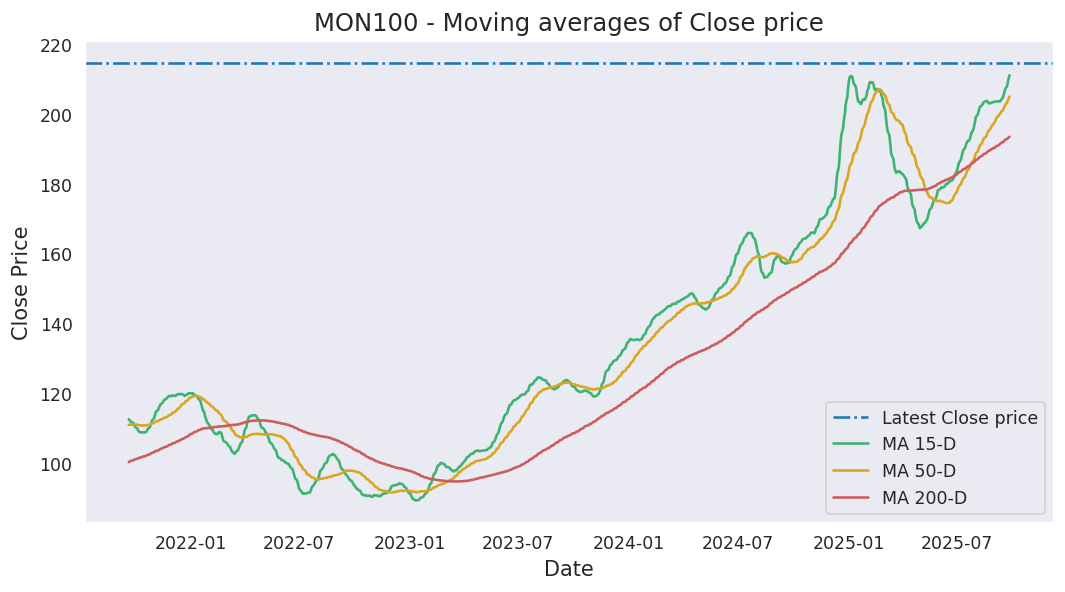 MON100 - Moving averages of Close price
Close Price
220
200
180
160
140
120
100
Latest Close price
MA 15-D
MA 50-D
MA 200-D
2022-01
2022-07
2023-01
2023-07
2024-01
2024-07
2025-01
2025-07
Date